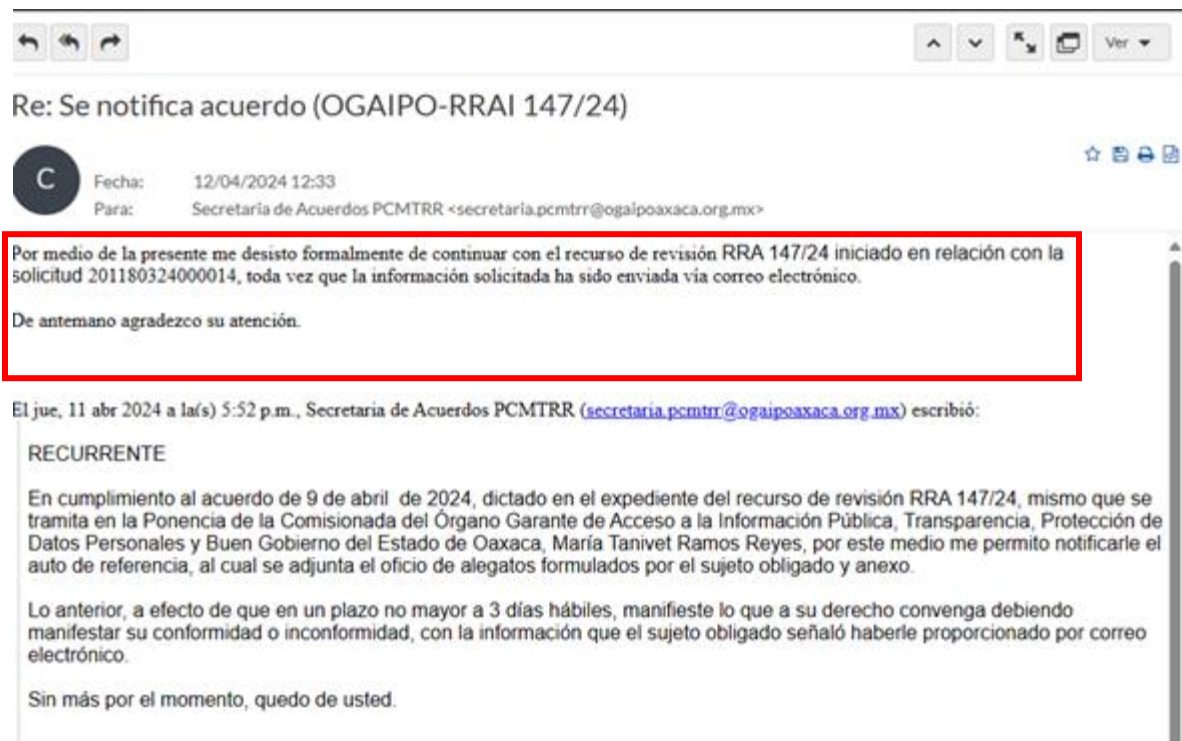 Ver
Re: Se notifica acuerdo (OGAIPO-RRAI 147/24)
C
Fecha: 12/04/2024 12:33
Para: Secretaria de Acuerdos PCMTRR <secretaria.pcmtrr@ogaipoaxaca.org.mx>
Por medio de la presente me desisto formalmente de continuar con el recurso de revisión RRA 147/24 iniciado en relación con la
solicitud 201180324000014, toda vez que la información solicitada ha sido enviada vía correo electrónico.
De antemano agradezco su atención.
El jue, 11 abr 2024 a la(s) 5:52 p.m., Secretaria de Acuerdos PCMTRR (secretaria.pcmtrr@ogaipoaxaca.org.mx) escribió:
RECURRENTE
En cumplimiento al acuerdo de 9 de abril de 2024, dictado en el expediente del recurso de revisión RRA 147/24, mismo que se
tramita en la Ponencia de la Comisionada del Órgano Garante de Acceso a la Información Pública, Transparencia, Protección de
Datos Personales y Buen Gobierno del Estado de Oaxaca, María Tanivet Ramos Reyes, por este medio me permito notificarle el
auto de referencia, al cual se adjunta el oficio de alegatos formulados por el sujeto obligado y anexo.
Lo anterior, a efecto de que en un plazo no mayor a 3 días hábiles, manifieste lo que a su derecho convenga debiendo
manifestar su conformidad o inconformidad, con la información que el sujeto obligado señaló haberle proporcionado por correo
electrónico.
Sin más por el momento, quedo de usted.